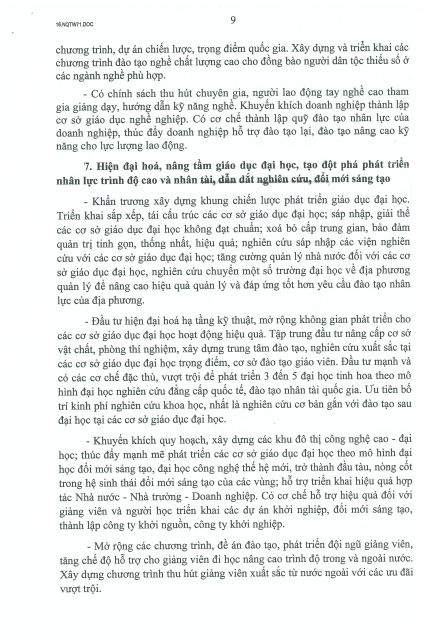 16.NQTW71.DOC
9
chương trình, dự án chiến lược, trọng điểm quốc gia. Xây dựng và triển khai các
chương trình đào tạo nghề chất lượng cao cho đồng bào người dân tộc thiểu số ở
các ngành nghề phù hợp.
- Có chính sách thu hút chuyên gia, người lao động tay nghề cao tham
gia giảng dạy, hướng dẫn kỹ năng nghề. Khuyến khích doanh nghiệp thành lập
cơ sở giáo dục nghề nghiệp. Có cơ chế thành lập quỹ đào tạo nhân lực của
doanh nghiệp, thúc đẩy doanh nghiệp hỗ trợ đào tạo lại, đào tạo nâng cao kỹ
năng cho lực lượng lao động.
7. Hiện đại hoá, nâng tầm giáo dục đại học, tạo đột phá phát triển
nhân lực trình độ cao và nhân tài, dẫn dắt nghiên cứu, đổi mới sáng tạo
- Khẩn trương xây dựng khung chiến lược phát triển giáo dục đại học.
Triển khai sắp xếp, tái cấu trúc các cơ sở giáo dục đại học; sáp nhập, giải thể
các cơ sở giáo dục đại học không đạt chuẩn; xoá bỏ cấp trung gian, bảo đảm
quản trị tinh gọn, thống nhất, hiệu quả; nghiên cứu sáp nhập các viện nghiên
cứu với các cơ sở giáo dục đại học; tăng cường quản lý nhà nước đối với các cơ
sở giáo dục đại học, nghiên cứu chuyển một số trường đại học về địa phương
quản lý để nâng cao hiệu quả quản lý và đáp ứng tốt hơn yêu cầu đào tạo nhân
lực của địa phương.
- Đầu tư hiện đại hoá hạ tầng kỹ thuật, mở rộng không gian phát triển cho
các cơ sở giáo dục đại học hoạt động hiệu quả. Tập trung đầu tư nâng cấp cơ sở
vật chất, phòng thí nghiệm, xây dựng trung tâm đào tạo, nghiên cứu xuất sắc tại
các cơ sở giáo dục đại học trọng điểm, cơ sở đào tạo giáo viên. Đầu tư mạnh và
có các cơ chế đặc thù, vượt trội để phát triển 3 đến 5 đại học tinh hoa theo mô
hình đại học nghiên cứu đẳng cấp quốc tế, đào tạo nhân tài quốc gia. Ưu tiên bố
trí kinh phí nghiên cứu khoa học, nhất là nghiên cứu cơ bản gắn với đào tạo sau
đại học tại các cơ sở giáo dục đại học.
- Khuyến khích quy hoạch, xây dựng các khu đô thị công nghệ cao - đại
học; thúc đẩy mạnh mẽ phát triển các cơ sở giáo dục đại học theo mô hình đại
học đổi mới sáng tạo, đại học công nghệ thế hệ mới, trở thành đầu tàu, nòng cốt
trong hệ sinh thái đổi mới sáng tạo của các vùng; hỗ trợ triển khai hiệu quả hợp
tác Nhà nước - Nhà trường - Doanh nghiệp. Có cơ chế hỗ trợ hiệu quả đối với
giảng viên và người học triển khai các dự án khởi nghiệp, đổi mới sáng tạo,
thành lập công ty khởi nguồn, công ty khởi nghiệp.
- Mở rộng các chương trình, đề án đào tạo, phát triển đội ngũ giảng viên,
tăng chế độ hỗ trợ cho giảng viên đi học nâng cao trình độ trong và ngoài nước.
Xây dựng chương trình thu hút giảng viên xuất sắc từ nước ngoài với các ưu đãi
vượt trội.